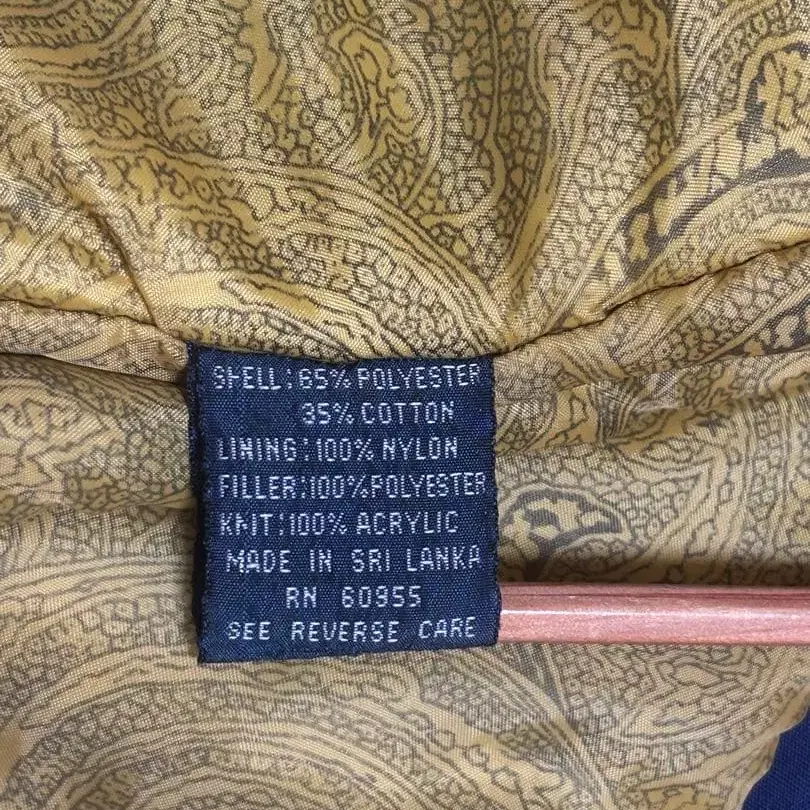 SHELL:65% POLYESTER
35% COTTON
LINING:100% NYLON
FILLER:100%POLYESTER
KNIT:100% ACRYLIC
MADE IN SRI LANKA
RN 60955
SEE REVERSE CARE